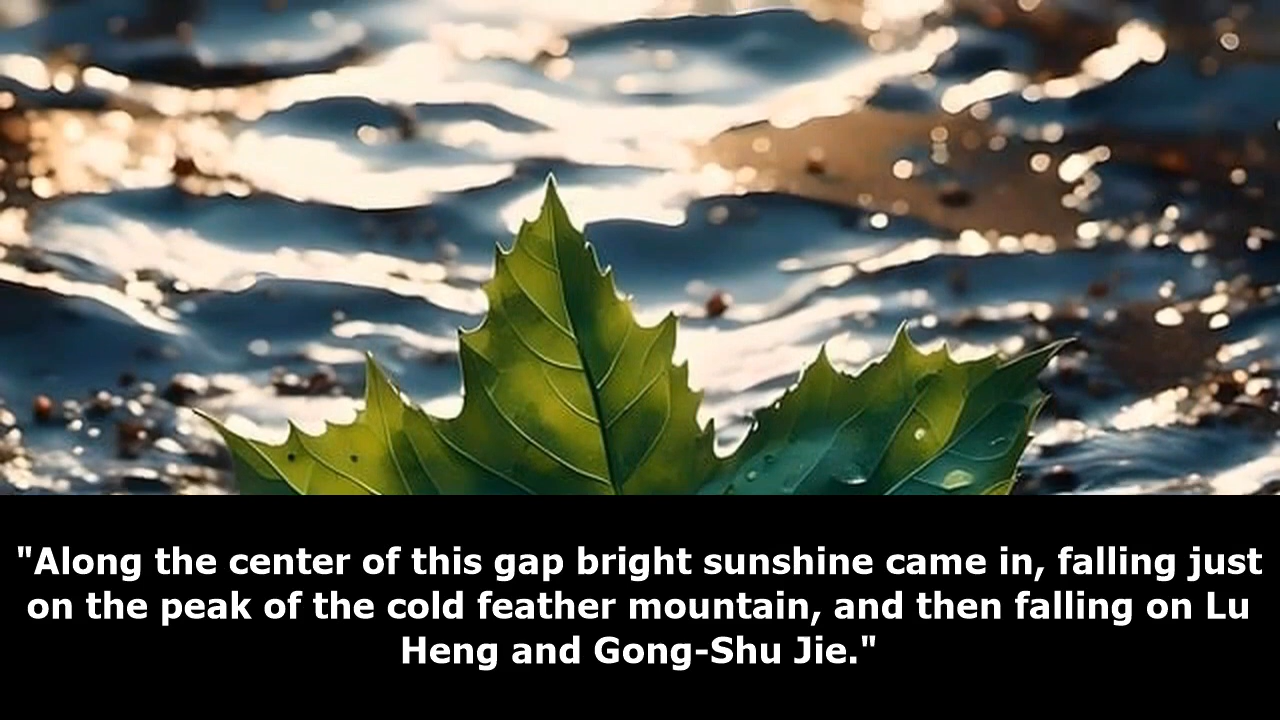 "Along the center of this gap bright sunshine came in, falling just
on the peak of the cold feather mountain, and then falling on Lu
Heng and Gong-Shu Jie."